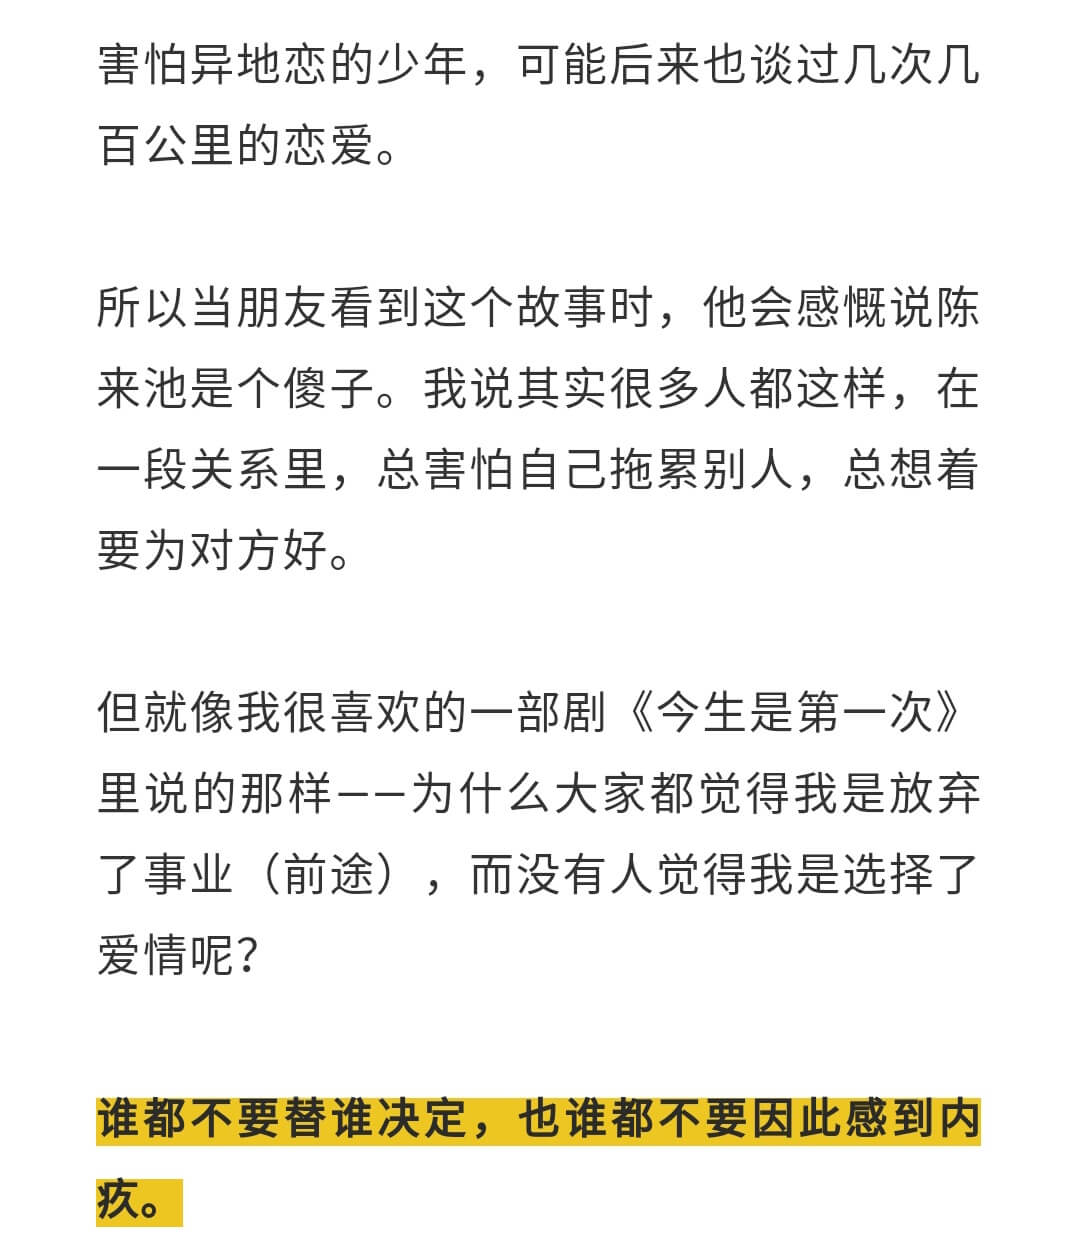 害怕异地恋的少年，可能后来也谈过几次几
百公里的恋爱。
所以当朋友看到这个故事时，他会感慨说陈
来池是个傻子。我说其实很多人都这样，在
一段关系里，总害怕自己拖累别人，总想着
要为对方好。
但就像我很喜欢的一部剧《今生是第一次》
里说的那样——为什么大家都觉得我是放弃
了事业（前途），而没有人觉得我是选择了
爱情呢？
谁都不要替谁决定，也谁都不要因此感到内
疚。